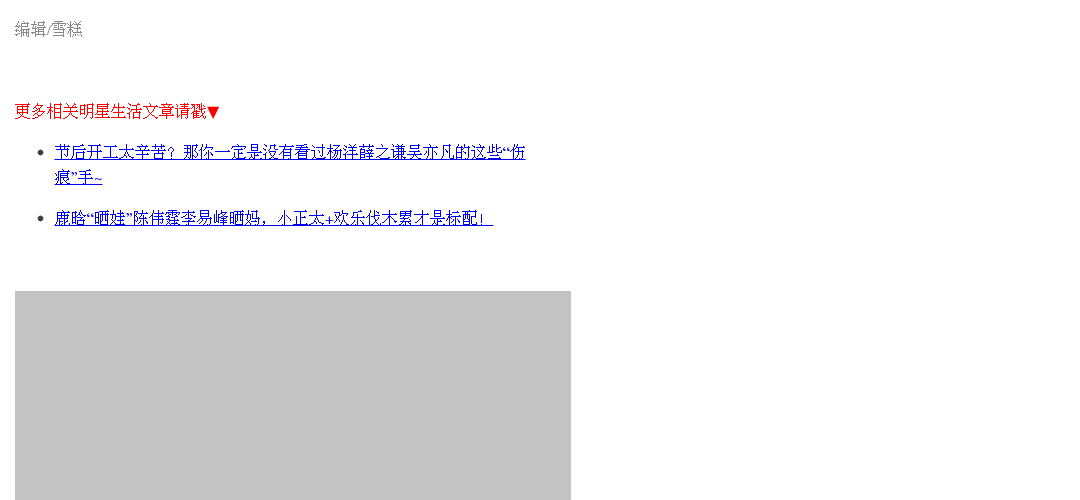 编辑/雪糕
更多相关明星生活文章请戳▼
节后开工太辛苦？那你一定是没有看过杨洋薛之谦吴亦凡的这些“伤
痕”手~
鹿晗“晒娃”陈伟霆李易峰晒妈，小正太+欢乐伐木累才是标配！